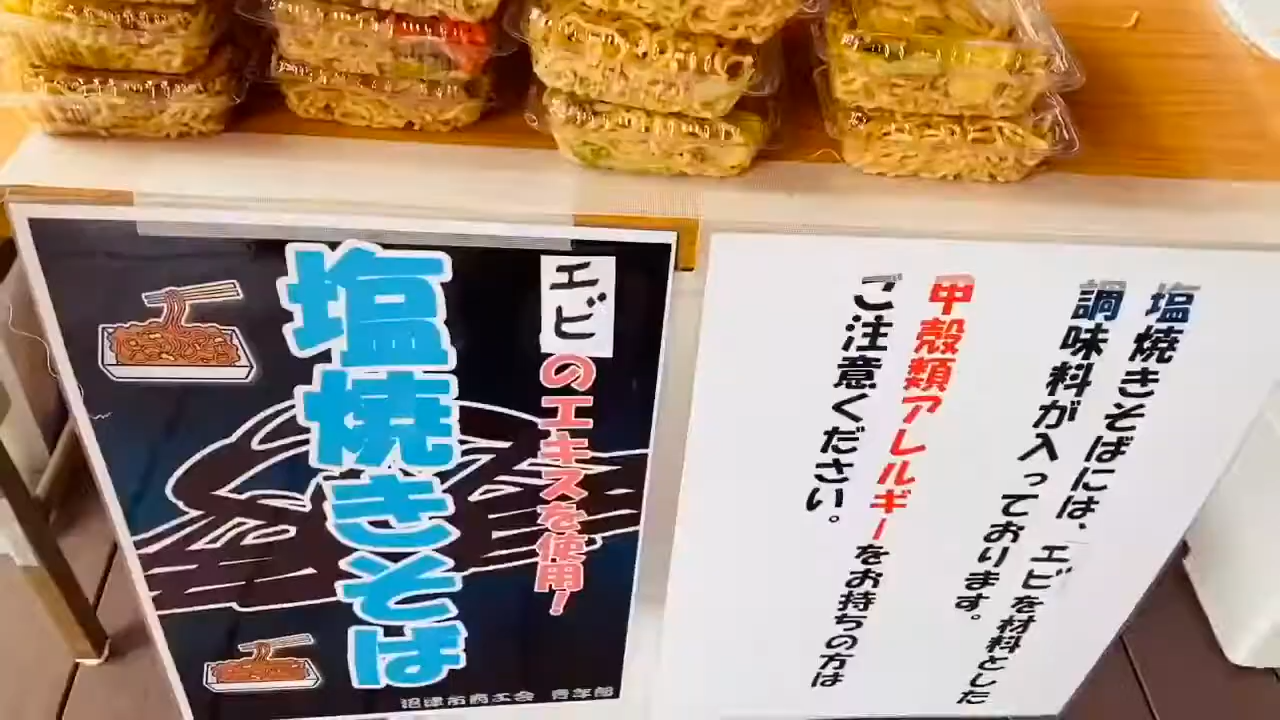 エビのエキスを使用!
塩焼きそば
沼津市商工会 青年部
塩焼きそばには、エビを材料とした
調味料が入っております。
甲殻類アレルギーをお持ちの方は
ご注意ください。